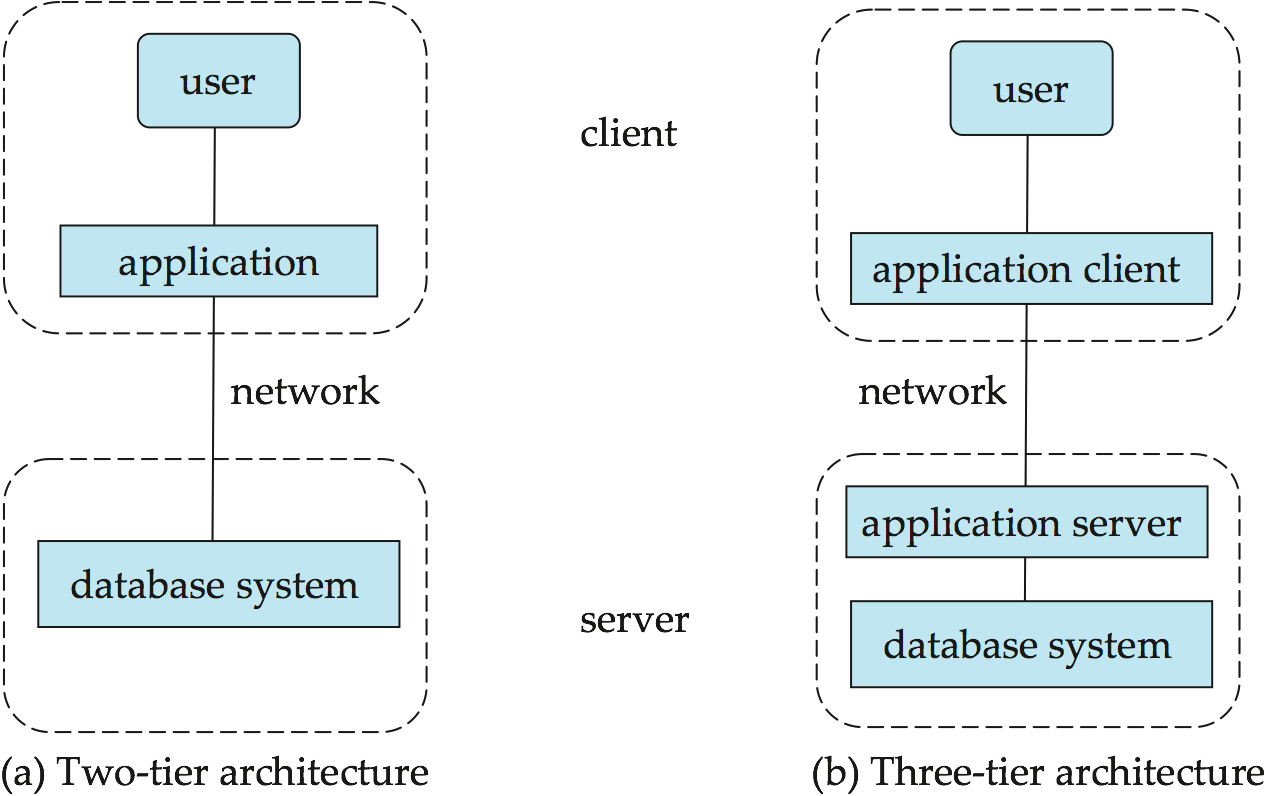 user
application
network
database system
(a) Two-tier architecture
client
server
user
application client
network
application server
database system
(b) Three-tier architecture